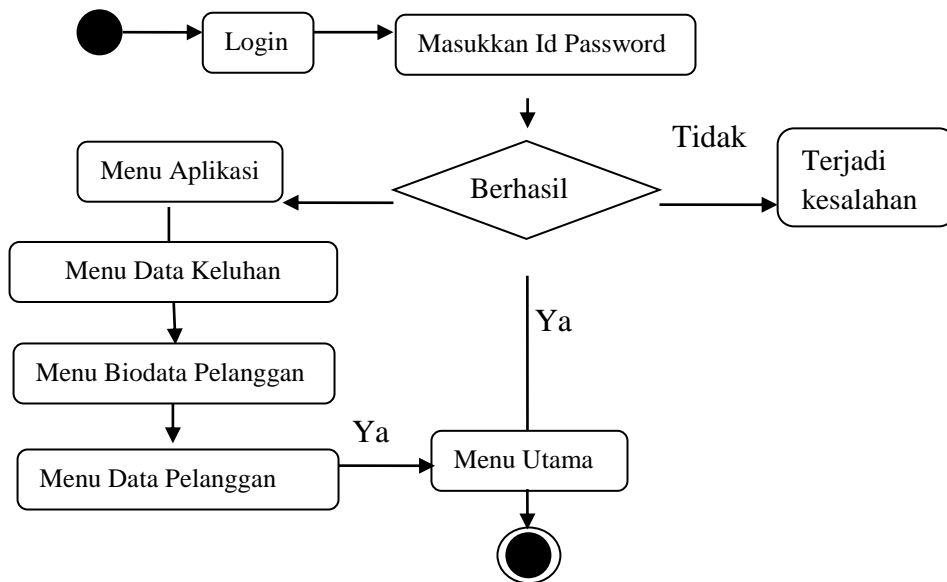 Login
Masukkan Id Password
Tidak
Menu Aplikasi
Berhasil
Terjadi
kesalahan
Menu Data Keluhan
Ya
Menu Biodata Pelanggan
Ya
Menu Data Pelanggan
Menu Utama